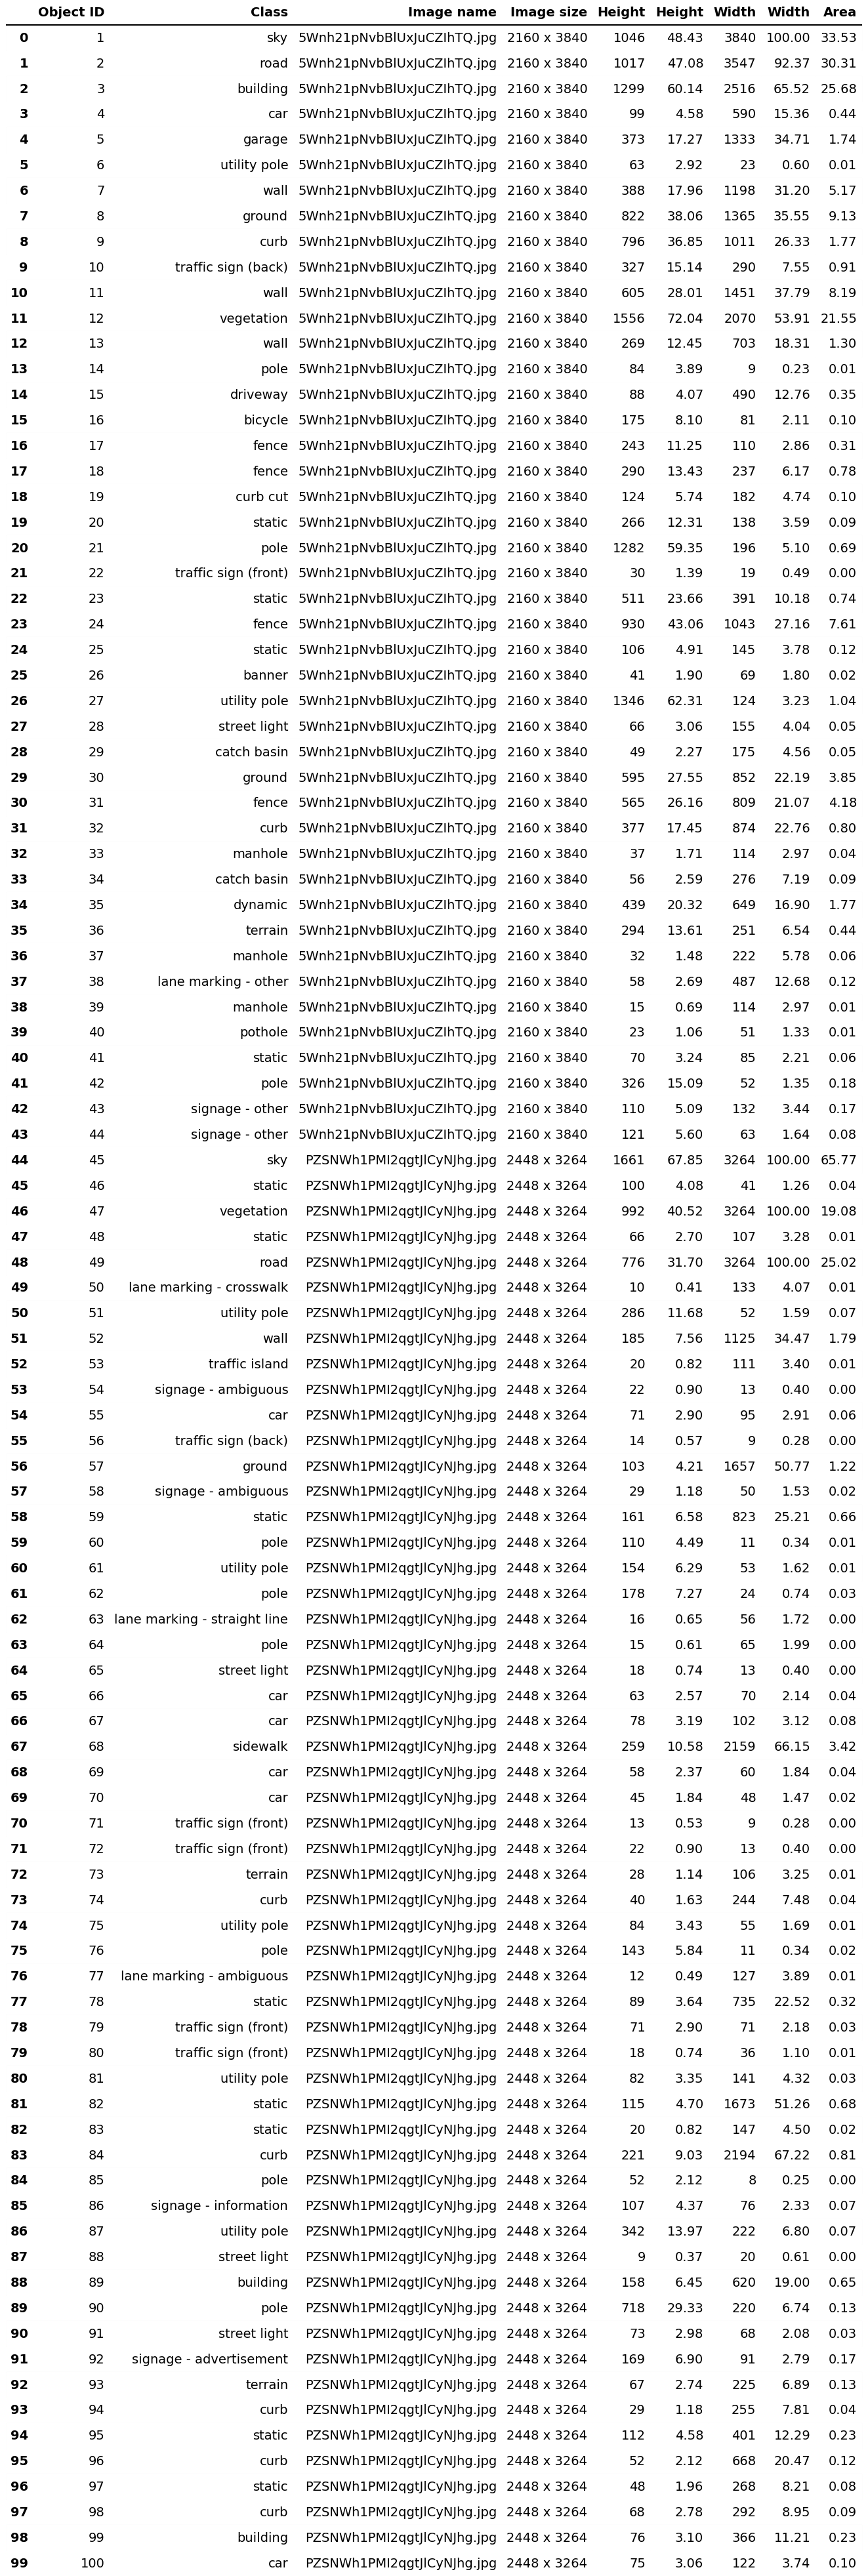 Object ID Class Image name Image size Height Height Width Width Area
0 1 sky 5Wnh21pNvbBlUxJuCZIhTQ.jpg 2160 x 3840 1046 48.43 3840 100.00 33.53
1 2 road 5Wnh21pNvbBlUxJuCZIhTQ.jpg 2160 x 3840 1017 47.08 3547 92.37 30.31
2 3 building 5Wnh21pNvbBlUxJuCZIhTQ.jpg 2160 x 3840 1299 60.14 2516 65.52 25.68
3 4 car 5Wnh21pNvbBlUxJuCZIhTQ.jpg 2160 x 3840 99 4.58 590 15.36 0.44
4 5 garage 5Wnh21pNvbBlUxJuCZIhTQ.jpg 2160 x 3840 373 17.27 1333 34.71 1.74
5 6 utility pole 5Wnh21pNvbBlUxJuCZIhTQ.jpg 2160 x 3840 63 2.92 23 0.60 0.01
6 7 wall 5Wnh21pNvbBlUxJuCZIhTQ.jpg 2160 x 3840 388 17.96 1198 31.20 5.17
7 8 ground 5Wnh21pNvbBlUxJuCZIhTQ.jpg 2160 x 3840 822 38.06 1365 35.55 9.13
8 9 curb 5Wnh21pNvbBlUxJuCZIhTQ.jpg 2160 x 3840 796 36.85 1011 26.33 1.77
9 10 traffic sign (back) 5Wnh21pNvbBlUxJuCZIhTQ.jpg 2160 x 3840 327 15.14 290 7.55 0.91
10 11 wall 5Wnh21pNvbBlUxJuCZIhTQ.jpg 2160 x 3840 605 28.01 1451 37.79 8.19
11 12 vegetation 5Wnh21pNvbBlUxJuCZIhTQ.jpg 2160 x 3840 1556 72.04 2070 53.91 21.55
12 13 wall 5Wnh21pNvbBlUxJuCZIhTQ.jpg 2160 x 3840 269 12.45 703 18.31 1.30
13 14 pole 5Wnh21pNvbBlUxJuCZIhTQ.jpg 2160 x 3840 84 3.89 9 0.23 0.01
14 15 driveway 5Wnh21pNvbBlUxJuCZIhTQ.jpg 2160 x 3840 88 4.07 490 12.76 0.35
15 16 bicycle 5Wnh21pNvbBlUxJuCZIhTQ.jpg 2160 x 3840 175 8.10 81 2.11 0.10
16 17 fence 5Wnh21pNvbBlUxJuCZIhTQ.jpg 2160 x 3840 243 11.25 110 2.86 0.31
17 18 fence 5Wnh21pNvbBlUxJuCZIhTQ.jpg 2160 x 3840 290 13.43 237 6.17 0.78
18 19 curb cut 5Wnh21pNvbBlUxJuCZIhTQ.jpg 2160 x 3840 124 5.74 182 4.74 0.10
19 20 static 5Wnh21pNvbBlUxJuCZIhTQ.jpg 2160 x 3840 266 12.31 138 3.59 0.09
20 21 pole 5Wnh21pNvbBlUxJuCZIhTQ.jpg 2160 x 3840 1282 59.35 196 5.10 0.69
21 22 traffic sign (front) 5Wnh21pNvbBlUxJuCZIhTQ.jpg 2160 x 3840 30 1.39 19 0.49 0.00
22 23 static 5Wnh21pNvbBlUxJuCZIhTQ.jpg 2160 x 3840 511 23.66 391 10.18 0.74
23 24 fence 5Wnh21pNvbBlUxJuCZIhTQ.jpg 2160 x 3840 930 43.06 1043 27.16 7.61
24 25 static 5Wnh21pNvbBlUxJuCZIhTQ.jpg 2160 x 3840 106 4.91 145 3.78 0.12
25 26 banner 5Wnh21pNvbBlUxJuCZIhTQ.jpg 2160 x 3840 41 1.90 69 1.80 0.02
26 27 utility pole 5Wnh21pNvbBlUxJuCZIhTQ.jpg 2160 x 3840 1346 62.31 124 3.23 1.04
27 28 street light 5Wnh21pNvbBlUxJuCZIhTQ.jpg 2160 x 3840 66 3.06 155 4.04 0.05
28 29 catch basin 5Wnh21pNvbBlUxJuCZIhTQ.jpg 2160 x 3840 49 2.27 175 4.56 0.05
29 30 ground 5Wnh21pNvbBlUxJuCZIhTQ.jpg 2160 x 3840 595 27.55 852 22.19 3.85
30 31 fence 5Wnh21pNvbBlUxJuCZIhTQ.jpg 2160 x 3840 565 26.16 809 21.07 4.18
31 32 curb 5Wnh21pNvbBlUxJuCZIhTQ.jpg 2160 x 3840 377 17.45 874 22.76 0.80
32 33 manhole 5Wnh21pNvbBlUxJuCZIhTQ.jpg 2160 x 3840 37 1.71 114 2.97 0.04
33 34 catch basin 5Wnh21pNvbBlUxJuCZIhTQ.jpg 2160 x 3840 56 2.59 276 7.19 0.09
34 35 dynamic 5Wnh21pNvbBlUxJuCZIhTQ.jpg 2160 x 3840 439 20.32 649 16.90 1.77
35 36 terrain 5Wnh21pNvbBlUxJuCZIhTQ.jpg 2160 x 3840 294 13.61 251 6.54 0.44
36 37 manhole 5Wnh21pNvbBlUxJuCZIhTQ.jpg 2160 x 3840 32 1.48 222 5.78 0.06
37 38 lane marking - other 5Wnh21pNvbBlUxJuCZIhTQ.jpg 2160 x 3840 58 2.69 487 12.68 0.12
38 39 manhole 5Wnh21pNvbBlUxJuCZIhTQ.jpg 2160 x 3840 15 0.69 114 2.97 0.01
39 40 pothole 5Wnh21pNvbBlUxJuCZIhTQ.jpg 2160 x 3840 23 1.06 51 1.33 0.01
40 41 static 5Wnh21pNvbBlUxJuCZIhTQ.jpg 2160 x 3840 70 3.24 85 2.21 0.06
41 42 pole 5Wnh21pNvbBlUxJuCZIhTQ.jpg 2160 x 3840 326 15.09 52 1.35 0.18
42 43 signage - other 5Wnh21pNvbBlUxJuCZIhTQ.jpg 2160 x 3840 110 5.09 132 3.44 0.17
43 44 signage - other 5Wnh21pNvbBlUxJuCZIhTQ.jpg 2160 x 3840 121 5.60 63 1.64 0.08
44 45 sky PZSNWh1PMI2qgtJlCyNJhg.jpg 2448 x 3264 1661 67.85 3264 100.00 65.77
45 46 static PZSNWh1PMI2qgtJlCyNJhg.jpg 2448 x 3264 100 4.08 41 1.26 0.04
46 47 vegetation PZSNWh1PMI2qgtJlCyNJhg.jpg 2448 x 3264 992 40.52 3264 100.00 19.08
47 48 static PZSNWh1PMI2qgtJlCyNJhg.jpg 2448 x 3264 66 2.70 107 3.28 0.01
48 49 road PZSNWh1PMI2qgtJlCyNJhg.jpg 2448 x 3264 776 31.70 3264 100.00 25.02
49 50 lane marking - crosswalk PZSNWh1PMI2qgtJlCyNJhg.jpg 2448 x 3264 10 0.41 133 4.07 0.01
50 51 utility pole PZSNWh1PMI2qgtJlCyNJhg.jpg 2448 x 3264 286 11.68 52 1.59 0.07
51 52 wall PZSNWh1PMI2qgtJlCyNJhg.jpg 2448 x 3264 185 7.56 1125 34.47 1.79
52 53 traffic island PZSNWh1PMI2qgtJlCyNJhg.jpg 2448 x 3264 20 0.82 111 3.40 0.01
53 54 signage - ambiguous PZSNWh1PMI2qgtJlCyNJhg.jpg 2448 x 3264 22 0.90 13 0.40 0.00
54 55 car PZSNWh1PMI2qgtJlCyNJhg.jpg 2448 x 3264 71 2.90 95 2.91 0.06
55 56 traffic sign (back) PZSNWh1PMI2qgtJlCyNJhg.jpg 2448 x 3264 14 0.57 9 0.28 0.00
56 57 ground PZSNWh1PMI2qgtJlCyNJhg.jpg 2448 x 3264 103 4.21 1657 50.77 1.22
57 58 signage - ambiguous PZSNWh1PMI2qgtJlCyNJhg.jpg 2448 x 3264 29 1.18 50 1.53 0.02
58 59 static PZSNWh1PMI2qgtJlCyNJhg.jpg 2448 x 3264 161 6.58 823 25.21 0.66
59 60 pole PZSNWh1PMI2qgtJlCyNJhg.jpg 2448 x 3264 110 4.49 11 0.34 0.01
60 61 utility pole PZSNWh1PMI2qgtJlCyNJhg.jpg 2448 x 3264 154 6.29 53 1.62 0.01
61 62 pole PZSNWh1PMI2qgtJlCyNJhg.jpg 2448 x 3264 178 7.27 24 0.74 0.03
62 63 lane marking - straight line PZSNWh1PMI2qgtJlCyNJhg.jpg 2448 x 3264 16 0.65 56 1.72 0.00
63 64 pole PZSNWh1PMI2qgtJlCyNJhg.jpg 2448 x 3264 15 0.61 65 1.99 0.00
64 65 street light PZSNWh1PMI2qgtJlCyNJhg.jpg 2448 x 3264 18 0.74 13 0.40 0.00
65 66 car PZSNWh1PMI2qgtJlCyNJhg.jpg 2448 x 3264 63 2.57 70 2.14 0.04
66 67 car PZSNWh1PMI2qgtJlCyNJhg.jpg 2448 x 3264 78 3.19 102 3.12 0.08
67 68 sidewalk PZSNWh1PMI2qgtJlCyNJhg.jpg 2448 x 3264 259 10.58 2159 66.15 3.42
68 69 car PZSNWh1PMI2qgtJlCyNJhg.jpg 2448 x 3264 58 2.37 60 1.84 0.04
69 70 car PZSNWh1PMI2qgtJlCyNJhg.jpg 2448 x 3264 45 1.84 48 1.47 0.02
70 71 traffic sign (front) PZSNWh1PMI2qgtJlCyNJhg.jpg 2448 x 3264 13 0.53 9 0.28 0.00
71 72 traffic sign (front) PZSNWh1PMI2qgtJlCyNJhg.jpg 2448 x 3264 22 0.90 13 0.40 0.00
72 73 terrain PZSNWh1PMI2qgtJlCyNJhg.jpg 2448 x 3264 28 1.14 106 3.25 0.01
73 74 curb PZSNWh1PMI2qgtJlCyNJhg.jpg 2448 x 3264 40 1.63 244 7.48 0.04
74 75 utility pole PZSNWh1PMI2qgtJlCyNJhg.jpg 2448 x 3264 84 3.43 55 1.69 0.01
75 76 pole PZSNWh1PMI2qgtJlCyNJhg.jpg 2448 x 3264 143 5.84 11 0.34 0.02
76 77 lane marking - ambiguous PZSNWh1PMI2qgtJlCyNJhg.jpg 2448 x 3264 12 0.49 127 3.89 0.01
77 78 static PZSNWh1PMI2qgtJlCyNJhg.jpg 2448 x 3264 89 3.64 735 22.52 0.32
78 79 traffic sign (front) PZSNWh1PMI2qgtJlCyNJhg.jpg 2448 x 3264 71 2.90 71 2.18 0.03
79 80 traffic sign (front) PZSNWh1PMI2qgtJlCyNJhg.jpg 2448 x 3264 18 0.74 36 1.10 0.01
80 81 utility pole PZSNWh1PMI2qgtJlCyNJhg.jpg 2448 x 3264 82 3.35 141 4.32 0.03
81 82 static PZSNWh1PMI2qgtJlCyNJhg.jpg 2448 x 3264 115 4.70 1673 51.26 0.68
82 83 static PZSNWh1PMI2qgtJlCyNJhg.jpg 2448 x 3264 20 0.82 147 4.50 0.02
83 84 curb PZSNWh1PMI2qgtJlCyNJhg.jpg 2448 x 3264 221 9.03 2194 67.22 0.81
84 85 pole PZSNWh1PMI2qgtJlCyNJhg.jpg 2448 x 3264 52 2.12 8 0.25 0.00
85 86 signage - information PZSNWh1PMI2qgtJlCyNJhg.jpg 2448 x 3264 107 4.37 76 2.33 0.07
86 87 utility pole PZSNWh1PMI2qgtJlCyNJhg.jpg 2448 x 3264 342 13.97 222 6.80 0.07
87 88 street light PZSNWh1PMI2qgtJlCyNJhg.jpg 2448 x 3264 9 0.37 20 0.61 0.00
88 89 building PZSNWh1PMI2qgtJlCyNJhg.jpg 2448 x 3264 158 6.45 620 19.00 0.65
89 90 pole PZSNWh1PMI2qgtJlCyNJhg.jpg 2448 x 3264 718 29.33 220 6.74 0.13
90 91 street light PZSNWh1PMI2qgtJlCyNJhg.jpg 2448 x 3264 73 2.98 68 2.08 0.03
91 92 signage - advertisement PZSNWh1PMI2qgtJlCyNJhg.jpg 2448 x 3264 169 6.90 91 2.79 0.17
92 93 terrain PZSNWh1PMI2qgtJlCyNJhg.jpg 2448 x 3264 67 2.74 225 6.89 0.13
93 94 curb PZSNWh1PMI2qgtJlCyNJhg.jpg 2448 x 3264 29 1.18 255 7.81 0.04
94 95 static PZSNWh1PMI2qgtJlCyNJhg.jpg 2448 x 3264 112 4.58 401 12.29 0.23
95 96 curb PZSNWh1PMI2qgtJlCyNJhg.jpg 2448 x 3264 52 2.12 668 20.47 0.12
96 97 static PZSNWh1PMI2qgtJlCyNJhg.jpg 2448 x 3264 48 1.96 268 8.21 0.08
97 98 curb PZSNWh1PMI2qgtJlCyNJhg.jpg 2448 x 3264 68 2.78 292 8.95 0.09
98 99 building PZSNWh1PMI2qgtJlCyNJhg.jpg 2448 x 3264 76 3.10 366 11.21 0.23
99 100 car PZSNWh1PMI2qgtJlCyNJhg.jpg 2448 x 3264 75 3.06 122 3.74 0.10